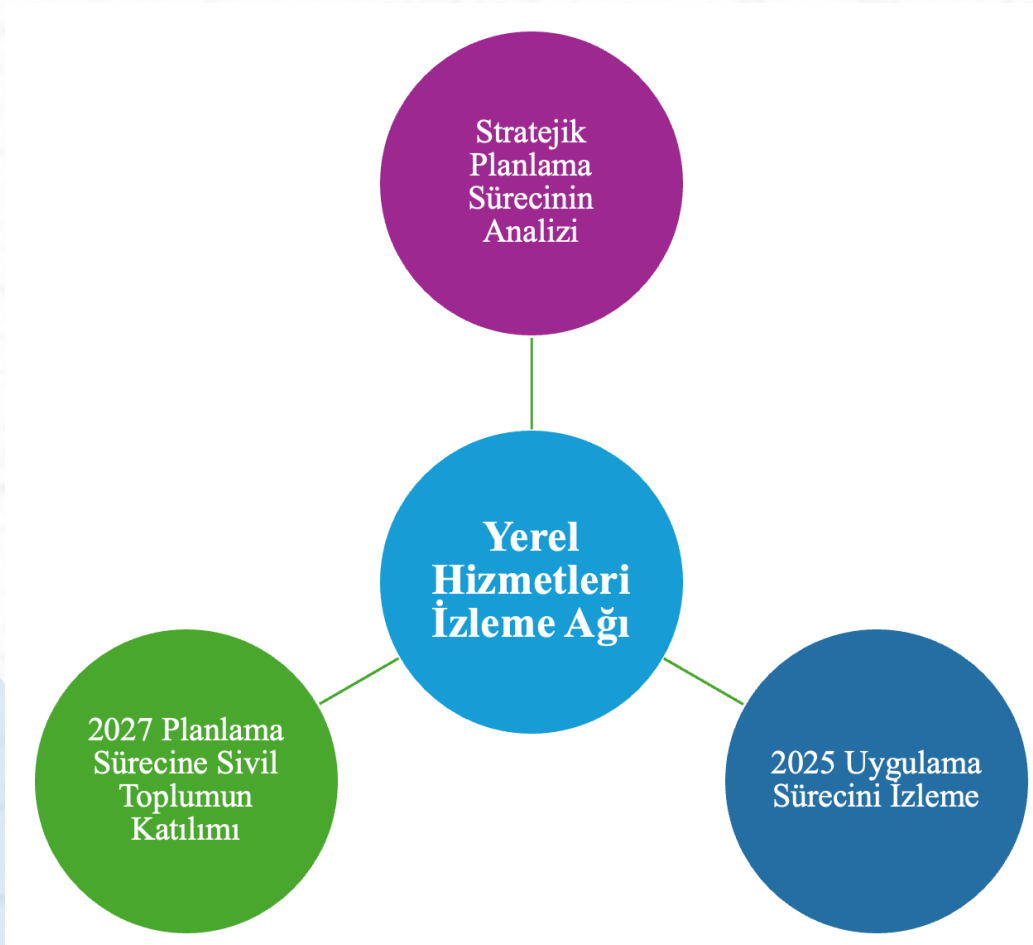 Stratejik
Planlama
Sürecinin
Analizi
Yerel
Hizmetleri
İzleme Ağı
2027 Planlama
Sürecine Sivil
Toplumun
Katılımı
2025 Uygulama
Sürecini İzleme